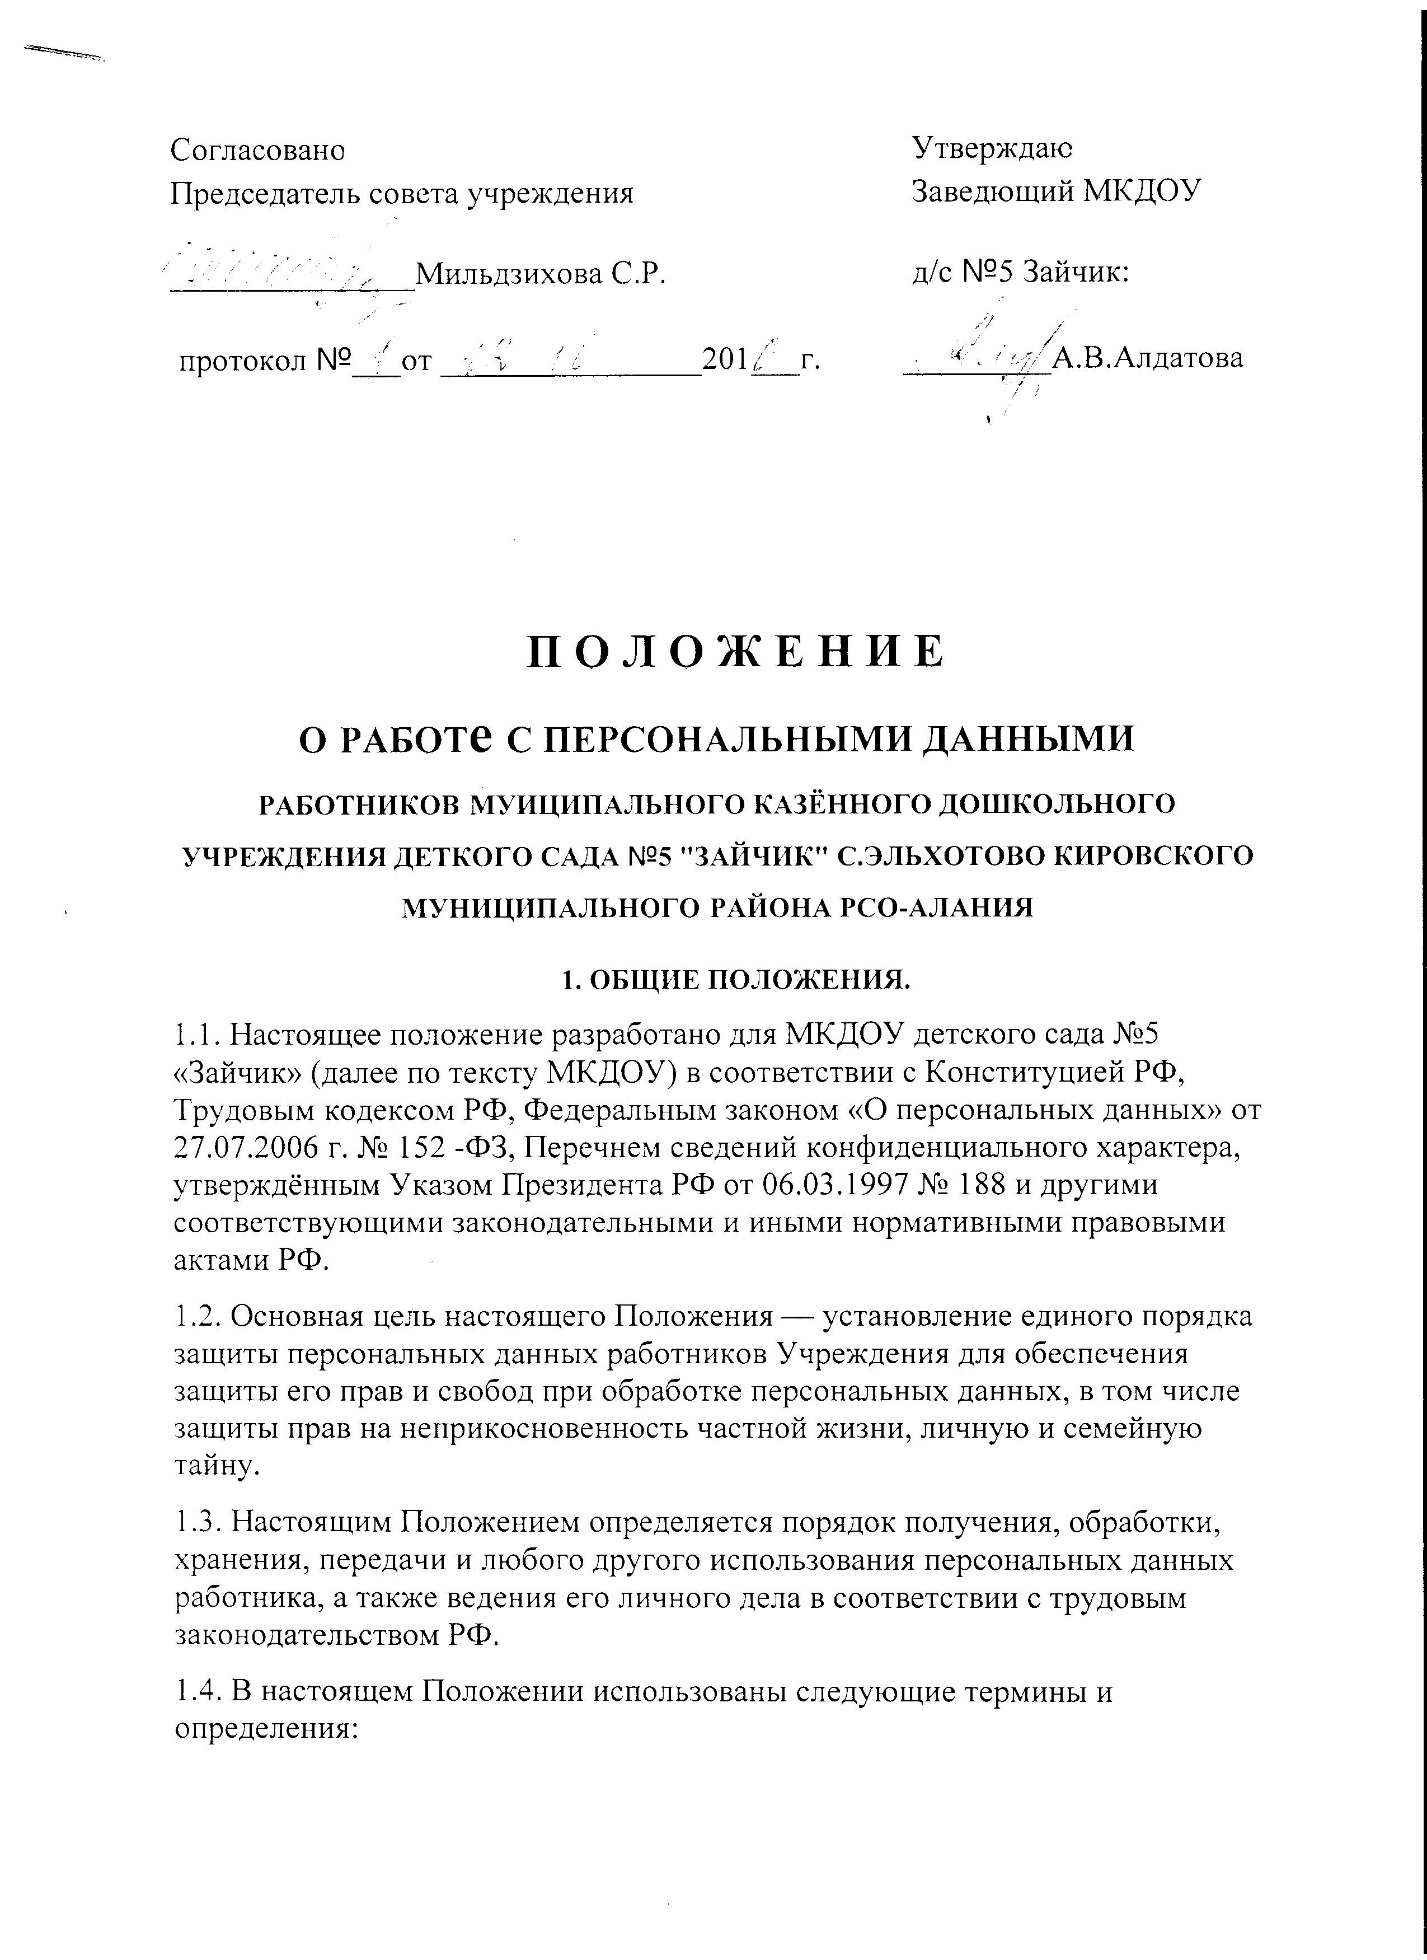 Согласовано
Председатель совета учреждения
Мильдзихова С.Р.
протокол №___от ________________201__г.
Утверждаю
Заведющий МКДОУ
д/с №5 Зайчик:
_________А.В.Алдатова
П О Л О Ж Е Н И Е
О РАБОТе С ПЕРСОНАЛЬНЫМИ ДАННЫМИ
РАБОТНИКОВ МУИЦИПАЛЬНОГО КАЗЁННОГО ДОШКОЛЬНОГО
УЧРЕЖДЕНИЯ ДЕТКОГО САДА №5 "ЗАЙЧИК" С.ЭЛЬХОТОВО КИРОВСКОГО
МУНИЦИПАЛЬНОГО РАЙОНА РСО-АЛАНИЯ
1. ОБЩИЕ ПОЛОЖЕНИЯ.
1.1. Настоящее положение разработано для МКДОУ детского сада №5
«Зайчик» (далее по тексту МКДОУ) в соответствии с Конституцией РФ,
Трудовым кодексом РФ, Федеральным законом «О персональных данных» от
27.07.2006 г. № 152 -ФЗ, Перечнем сведений конфиденциального характера,
утверждённым Указом Президента РФ от 06.03.1997 № 188 и другими
соответствующими законодательными и иными нормативными правовыми
актами РФ.
1.2. Основная цель настоящего Положения — установление единого порядка
защиты персональных данных работников Учреждения для обеспечения
защиты его прав и свобод при обработке персональных данных, в том числе
защиты прав на неприкосновенность частной жизни, личную и семейную
тайну.
1.3. Настоящим Положением определяется порядок получения, обработки,
хранения, передачи и любого другого использования персональных данных
работника, а также ведения его личного дела в соответствии с трудовым
законодательством РФ.
1.4. В настоящем Положении использованы следующие термины и
определения: